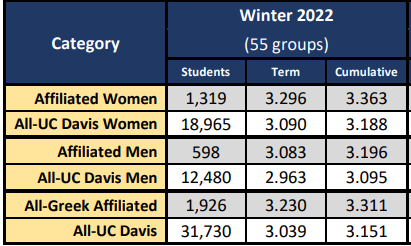 Category
Winter 2022
(55 groups)
Students Term Cumulative
Affiliated Women 1,319 3.296 3.363
All-UC Davis Women 18,965 3.090 3.188
Affiliated Men 598 3.083 3.196
All-UC Davis Men 12,480 2.963 3.095
All-Greek Affiliated 1,926 3.230 3.311
All-UC Davis 31,730 3.039 3.151